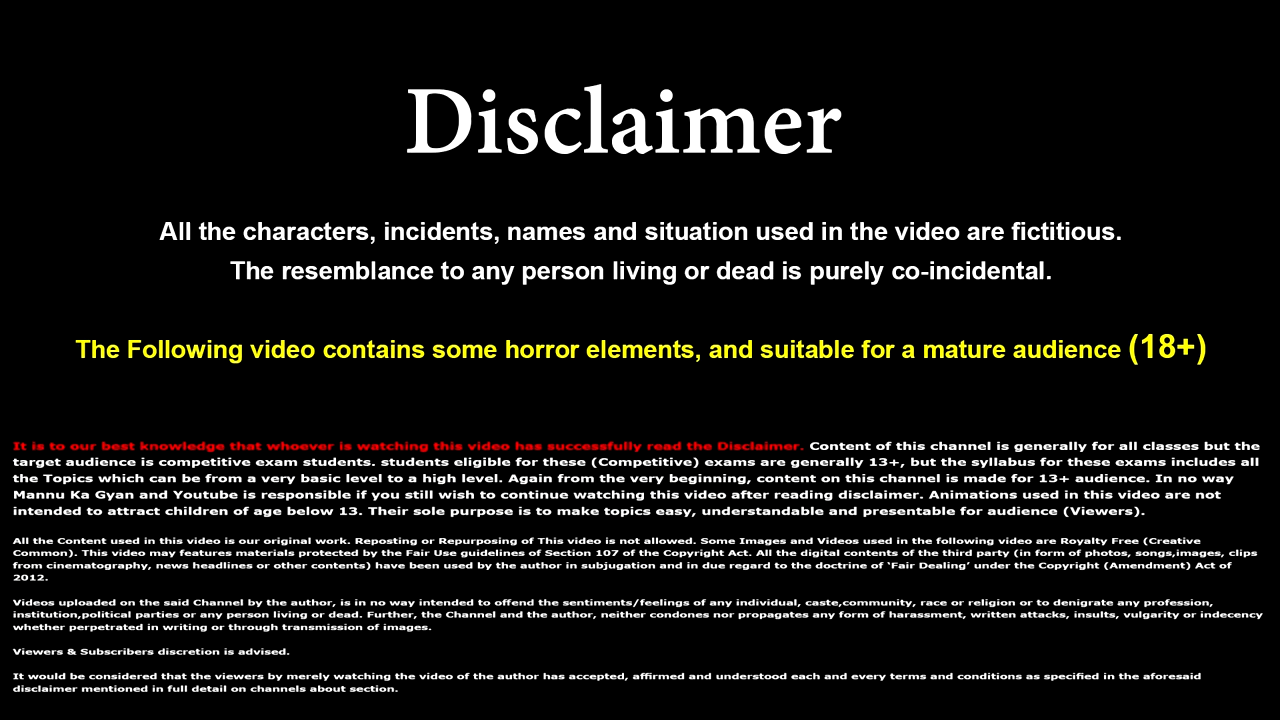 Disclaimer
All the characters, incidents, names and situation used in the video are fictitious.
The resemblance to any person living or dead is purely co-incidental.
The Following video contains some horror elements, and suitable for a mature audience (18+)
It is to our best knowledge that whoever is watching this video has successfully read the Disclaimer. Content of this channel is generally for all classes but the
target audience is competitive exam students. students eligible for these (Competitive) exams are generally 13+, but the syllabus for these exams includes all
the Topics which can be from a very basic level to a high level. Again from the very beginning, content on this channel is made for 13+ audience. In no way
Mannu Ka Gyan and Youtube is responsible if you still wish to continue watching this video after reading disclaimer. Animations used in this video are not
intended to attract children of age below 13. Their sole purpose is to make topics easy, understandable and presentable for audience (Viewers).
All the Content used in this video is our original work. Reposting or Repurposing of This video is not allowed. Some Images and Videos used in the following video are Royalty Free (Creative
Common). This video may features materials protected by the Fair Use guidelines of Section 107 of the Copyright Act. All the digital contents of the third party (in form of photos, songs,images, clips
from cinematography, news headlines or other contents) have been used by the author in subjugation and in due regard to the doctrine of ‘Fair Dealing’ under the Copyright (Amendment) Act of
2012.
Videos uploaded on the said Channel by the author, is in no way intended to offend the sentiments/feelings of any individual, caste,community, race or religion or to denigrate any profession,
institution,political parties or any person living or dead. Further, the Channel and the author, neither condones nor propagates any form of harassment, written attacks, insults, vulgarity or indecency
whether perpetrated in writing or through transmission of images.
Viewers & Subscribers discretion is advised.
It would be considered that the viewers by merely watching the video of the author has accepted, affirmed and understood each and every terms and conditions as specified in the aforesaid
disclaimer mentioned in full detail on channels about section.